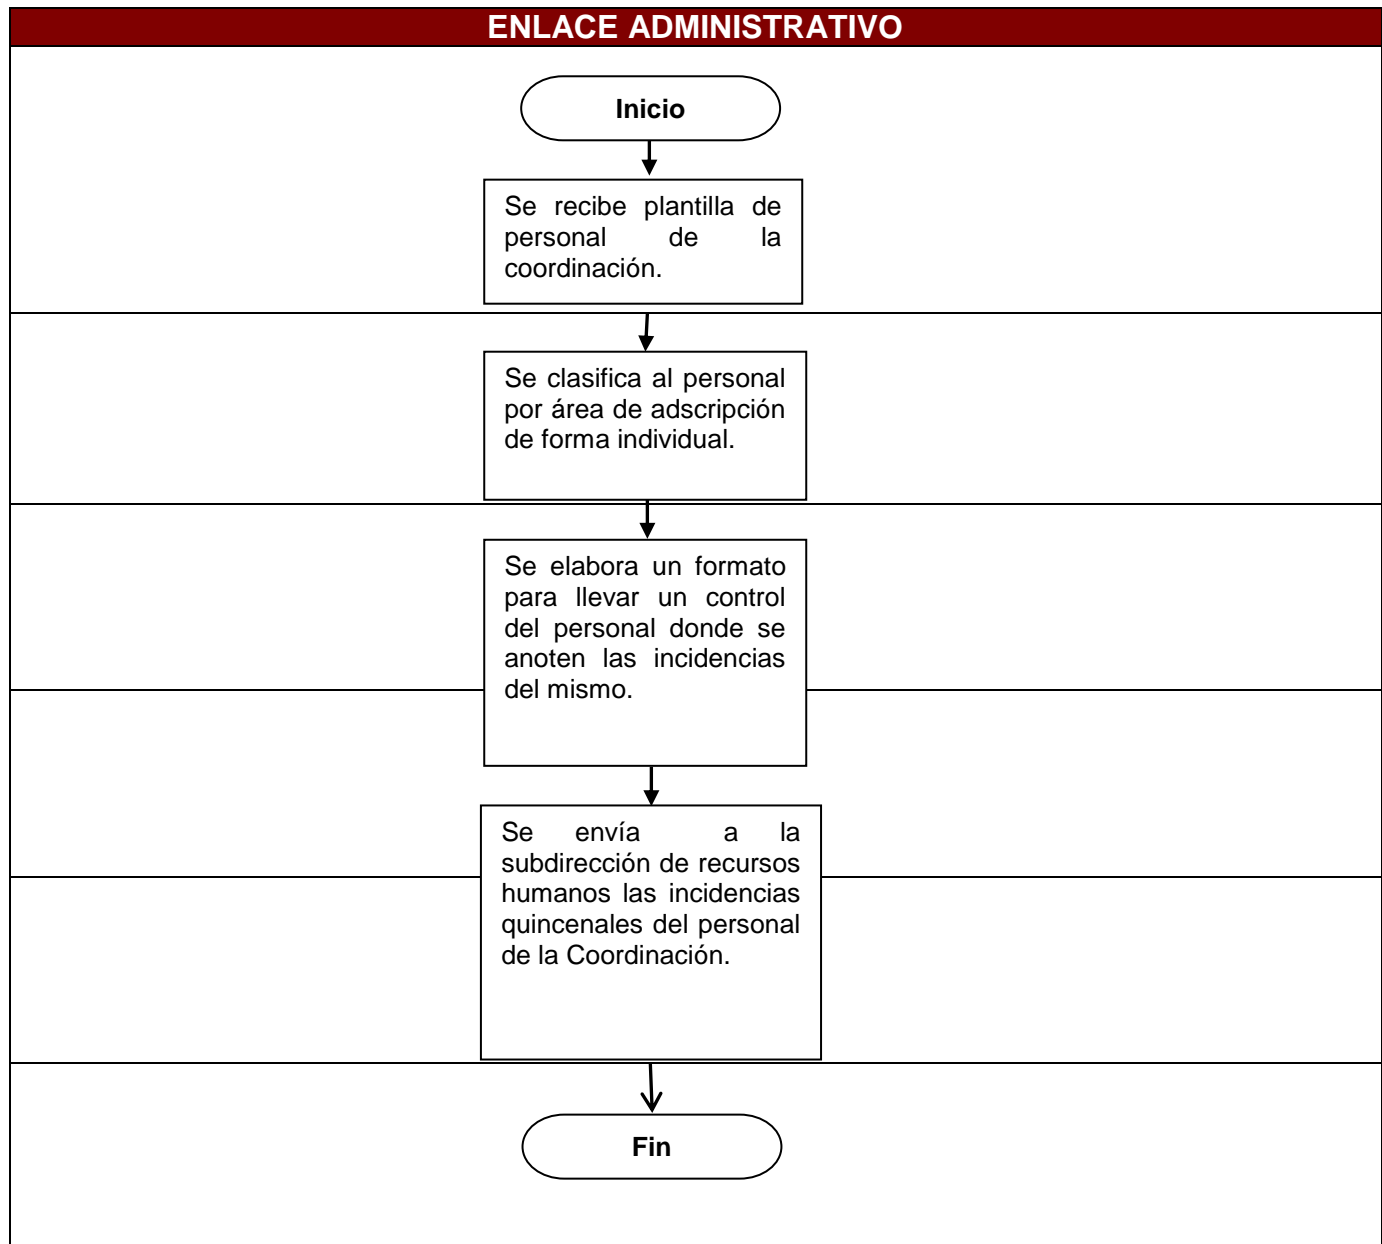 ENLACE ADMINISTRATIVO
Inicio
Se recibe plantilla de
personal de la
coordinación.
Se clasifica al personal
por área de adscripción
de forma individual.
Se elabora un formato
para llevar un control
del personal donde se
anoten las incidencias
del mismo.
Se envía a la
subdirección de recursos
humanos las incidencias
quincenales del personal
de la Coordinación.
Fin